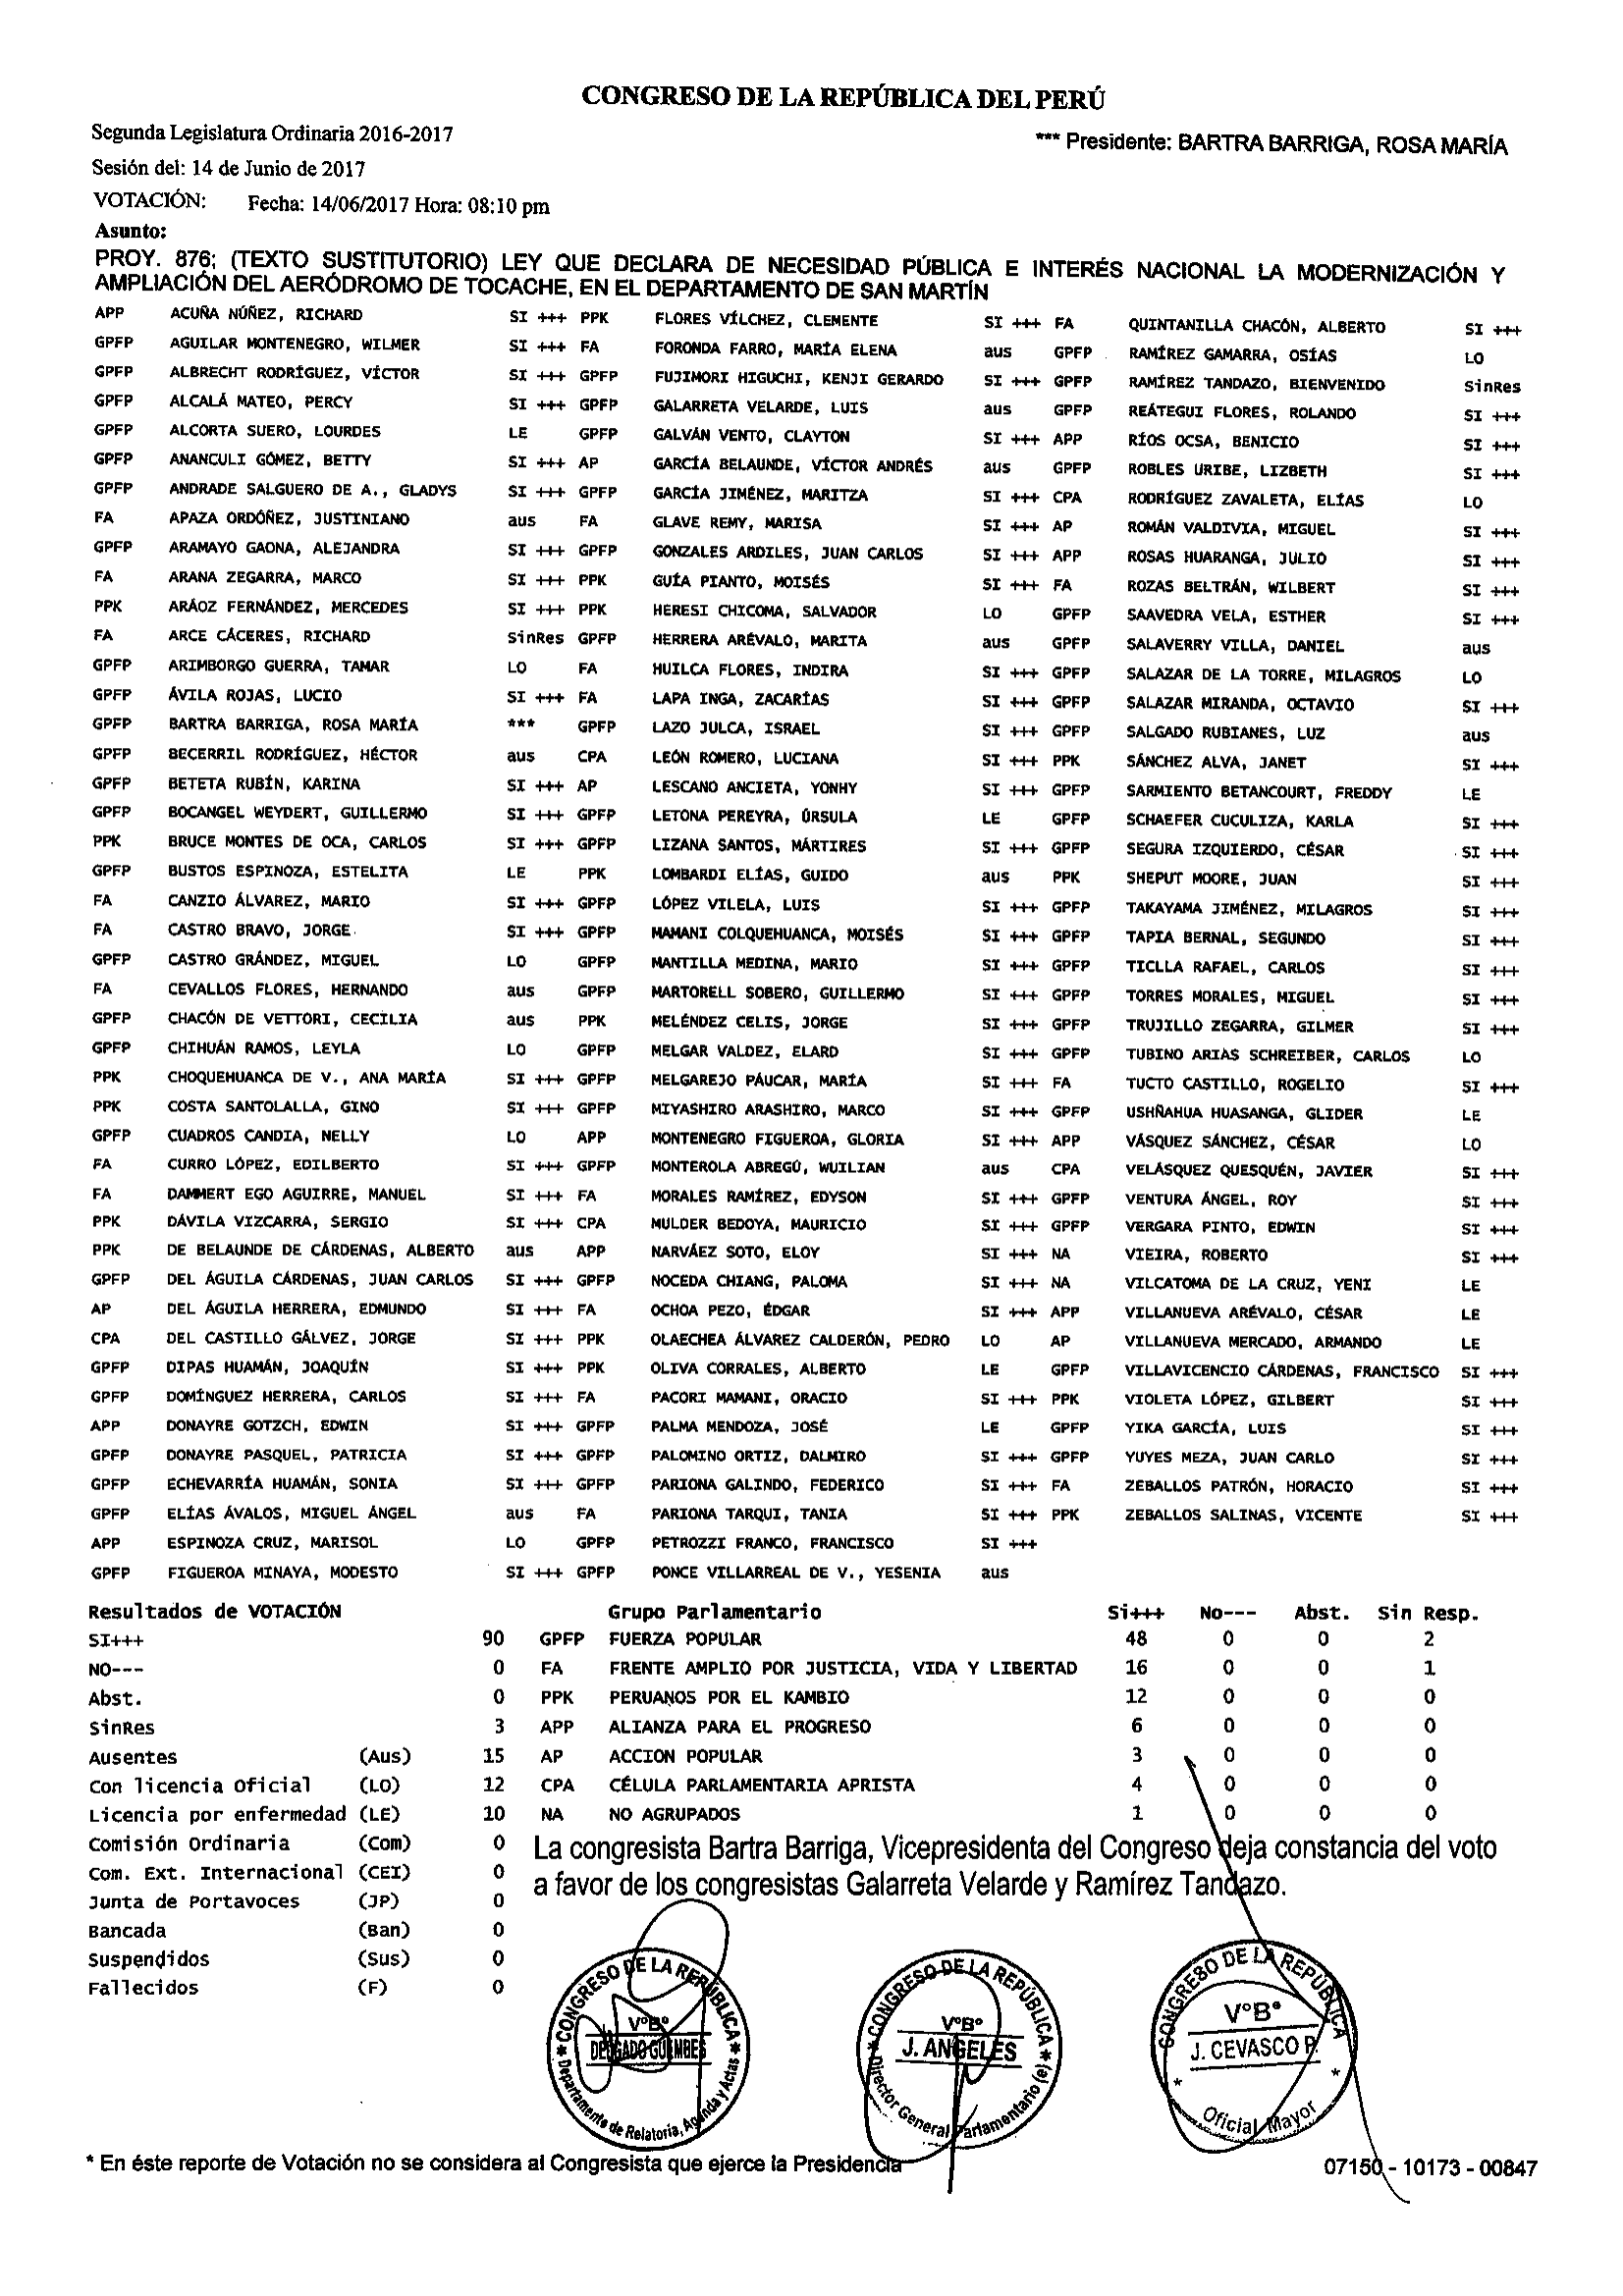 CONGRESO DE LA REPÚBLICA DEL PERÚ
Segunda Legislatura Ordinaria 2016-2017
*** Presidente: BARTRA BARRIGA, ROSA MARÍA
Sesión del: 14 de Junio de 2017
VOTACIÓN: Fecha: 14/06/2017 Hora: 08:10 pm
Asunto:
PROY. 876; (TEXTO SUSTITUTORIO) LEY QUE DECLARA DE NECESIDAD PÚBLICA E INTERÉS NACIONAL LA MODERNIZACIÓN Y
AMPLIACIÓN DEL AERÓDROMO DE TOCACHE, EN EL DEPARTAMENTO DE SAN MARTÍN
APP ACUÑA NÚÑEZ, RICHARD SI +++ PPK FLORES VÍLCHEZ, CLEMENTE SI +++ FA QUINTANILLA CHACÓN, ALBERTO SI +++
GPFP AGUILAR MONTENEGRO, WILMER SI +++ FA FORONDA FARRO, MARÍA ELENA aus GPFP RAMÍREZ GAMARRA, OSÍAS LO
GPFP ALBRECHT RODRÍGUEZ, VÍCTOR SI +++ GPFP FUJIMORI HIGUCHI, KENJI GERARDO SI +++ GPFP RAMÍREZ TANDAZO, BIENVENIDO SinRes
GPFP ALCALÁ MATEO, PERCY SI +++ GPFP GALARRETA VELARDE, LUIS aus GPFP REÁTEGUI FLORES, ROLANDO SI +++
GPFP ALCORTA SUERO, LOURDES LE GPFP GALVÁN VENTO, CLAYTON SI +++ APP RÍOS OCSA, BENICIO SI +++
GPFP ANANCULI GÓMEZ, BETTY SI +++ AP GARCÍA BELAUNDE, VÍCTOR ANDRÉS aus GPFP ROBLES URIBE, LIZBETH SI +++
GPFP ANDRADE SALGUERO DE A., GLADYS SI +++ GPFP GARCÍA JIMÉNEZ, MARITZA SI +++ CPA RODRÍGUEZ ZAVALETA, ELÍAS LO
FA APAZA ORDÓÑEZ, JUSTINIANO aus FA GLAVE REMY, MARISA SI +++ AP ROMÁN VALDIVIA, MIGUEL SI +++
GPFP ARAMAYO GAONA, ALEJANDRA SI +++ GPFP GONZALES ARDILES, JUAN CARLOS SI +++ APP ROSAS HUARANGA, JULIO SI +++
FA ARANA ZEGARRA, MARCO SI +++ PPK GUÍA PIANTO, MOISÉS SI +++ FA ROZAS BELTRÁN, WILBERT SI +++
PPK ARÁOZ FERNÁNDEZ, MERCEDES SI +++ PPK HERESI CHICOMA, SALVADOR LO GPFP SAAVEDRA VELA, ESTHER SI +++
FA ARCE CÁCERES, RICHARD SinRes GPFP HERRERA ARÉVALO, MARITA aus GPFP SALAVERRY VILLA, DANIEL aus
GPFP ARIMBORGO GUERRA, TAMAR LO FA HUILCA FLORES, INDIRA SI +++ GPFP SALAZAR DE LA TORRE, MILAGROS LO
GPFP ÁVILA ROJAS, LUCIO SI +++ FA LAPA INGA, ZACARÍAS SI +++ GPFP SALAZAR MIRANDA, OCTAVIO SI +++
GPFP BARTRA BARRIGA, ROSA MARÍA *** GPFP LAZO JULCA, ISRAEL SI +++ GPFP SALGADO RUBIANES, LUZ aus
GPFP BECERRIL RODRÍGUEZ, HÉCTOR aus CPA LEÓN ROMERO, LUCIANA SI +++ PPK SÁNCHEZ ALVA, JANET SI +++
GPFP BETETA RUBÍN, KARINA SI +++ AP LESCANO ANCIETA, YONHY SI +++ GPFP SARMIENTO BETANCOURT, FREDDY LE
GPFP BOCANGEL WEYDERT, GUILLERMO SI +++ GPFP LETONA PEREYRA, ÚRSULA LE GPFP SCHAEFER CUCULIZA, KARLA SI +++
PPK BRUCE MONTES DE OCA, CARLOS SI +++ GPFP LIZANA SANTOS, MÁRTIRES SI +++ GPFP SEGURA IZQUIERDO, CÉSAR SI +++
GPFP BUSTOS ESPINOZA, ESTELITA LE PPK LOMBARDI ELÍAS, GUIDO aus PPK SHEPUT MOORE, JUAN SI +++
FA CANZIO ÁLVAREZ, MARIO SI +++ GPFP LÓPEZ VILELA, LUIS SI +++ GPFP TAKAYAMA JIMÉNEZ, MILAGROS SI +++
FA CASTRO BRAVO, JORGE SI +++ GPFP MAMANI COLQUEHUANCA, MOISÉS SI +++ GPFP TAPIA BERNAL, SEGUNDO SI +++
GPFP CASTRO GRÁNDEZ, MIGUEL LO GPFP MANTILLA MEDINA, MARIO SI +++ GPFP TICLLA RAFAEL, CARLOS SI +++
FA CEVALLOS FLORES, HERNANDO aus GPFP MARTORELL SOBERO, GUILLERMO SI +++ GPFP TORRES MORALES, MIGUEL SI +++
GPFP CHACÓN DE VETTORI, CECILIA aus PPK MELÉNDEZ CELIS, JORGE SI +++ GPFP TRUJILLO ZEGARRA, GILMER SI +++
GPFP CHIHUÁN RAMOS, LEYLA LO GPFP MELGAR VALDEZ, ELARD SI +++ GPFP TUBINO ARIAS SCHREIBER, CARLOS LO
PPK CHOQUEHUANCA DE V., ANA MARÍA SI +++ GPFP MELGAREJO PÁUCAR, MARÍA SI +++ FA TUCTO CASTILLO, ROGELIO SI +++
PPK COSTA SANTOLALLA, GINO SI +++ GPFP MIYASHIRO ARASHIRO, MARCO SI +++ GPFP USHÑAHUA HUASANGA, GLIDER LE
GPFP CUADROS CANDIA, NELLY LO APP MONTENEGRO FIGUEROA, GLORIA SI +++ APP VÁSQUEZ SÁNCHEZ, CÉSAR LO
FA CURRO LÓPEZ, EDILBERTO SI +++ GPFP MONTEROLA ABREGÚ, WUILIAN aus CPA VELÁSQUEZ QUESQUÉN, JAVIER SI +++
FA DAMMERT EGO AGUIRRE, MANUEL SI +++ FA MORALES RAMÍREZ, EDYSON SI +++ GPFP VENTURA ÁNGEL, ROY SI +++
PPK DÁVILA VIZCARRA, SERGIO SI +++ CPA MULDER BEDOYA, MAURICIO SI +++ GPFP VERGARA PINTO, EDWIN SI +++
PPK DE BELAUNDE DE CÁRDENAS, ALBERTO aus APP NARVÁEZ SOTO, ELOY SI +++ NA VIEIRA, ROBERTO SI +++
GPFP DEL ÁGUILA CÁRDENAS, JUAN CARLOS SI +++ GPFP NOCEDA CHIANG, PALOMA SI +++ NA VILCATOMA DE LA CRUZ, YENI LE
AP DEL ÁGUILA HERRERA, EDMUNDO SI +++ FA OCHOA PEZO, ÉDGAR SI +++ APP VILLANUEVA ARÉVALO, CÉSAR LE
CPA DEL CASTILLO GÁLVEZ, JORGE SI +++ PPK OLAECHEA ÁLVAREZ CALDERÓN, PEDRO LO AP VILLANUEVA MERCADO, ARMANDO LE
GPFP DIPAS HUAMÁN, JOAQUÍN SI +++ PPK OLIVA CORRALES, ALBERTO LE GPFP VILLAVICENCIO CÁRDENAS, FRANCISCO SI +++
GPFP DOMÍNGUEZ HERRERA, CARLOS SI +++ FA PACORI MAMANI, ORACIO SI +++ PPK VIOLETA LÓPEZ, GILBERT SI +++
APP DONAYRE GOTZCH, EDWIN SI +++ GPFP PALMA MENDOZA, JOSÉ LE GPFP YIKA GARCÍA, LUIS SI +++
GPFP DONAYRE PASQUEL, PATRICIA SI +++ GPFP PALOMINO ORTIZ, DALMIRO SI +++ GPFP YUYES MEZA, JUAN CARLO SI +++
GPFP ECHEVARRÍA HUAMÁN, SONIA SI +++ GPFP PARIONA GALINDO, FEDERICO SI +++ FA ZEBALLOS PATRÓN, HORACIO SI +++
GPFP ELÍAS ÁVALOS, MIGUEL ÁNGEL aus FA PARIONA TARQUI, TANIA SI +++ PPK ZEBALLOS SALINAS, VICENTE SI +++
APP ESPINOZA CRUZ, MARISOL LO GPFP PETROZZI FRANCO, FRANCISCO SI +++
GPFP FIGUEROA MINAYA, MODESTO SI +++ GPFP PONCE VILLARREAL DE V., YESENIA aus
Resultados de VOTACIÓN Grupo Parlamentario Si+++ No--- Abst. Sin Resp.
SI+++ 90 GPFP FUERZA POPULAR 48 0 0 2
NO--- 0 FA FRENTE AMPLIO POR JUSTICIA, VIDA Y LIBERTAD 16 0 0 1
Abst. 0 PPK PERUANOS POR EL KAMBIO 12 0 0 0
SinRes 3 APP ALIANZA PARA EL PROGRESO 6 0 0 0
Ausentes (Aus) 15 AP ACCION POPULAR 3 0 0 0
Con licencia Oficial (LO) 12 CPA CÉLULA PARLAMENTARIA APRISTA 4 0 0 0
Licencia por enfermedad (LE) 10 NA NO AGRUPADOS 1 0 0 0
Comisión Ordinaria (Com) 0
Com. Ext. Internacional (CEI) 0
Junta de Portavoces (JP) 0
Bancada (Ban) 0
Suspendidos (Sus) 0
Fallecidos (F) 0
La congresista Bartra Barriga, Vicepresidenta del Congreso deja constancia del voto
a favor de los congresistas Galarreta Velarde y Ramírez Tandazo.
* CONGRESO DE LA REPÚBLICA *
V°B°
DELGADO GUEMBES
Departamento de Relatoría, Agenda y Actas
* CONGRESO DE LA REPÚBLICA *
V°B°
J. ANGELES
Director General Parlamentario (e)
CONGRESO DE LA REPÚBLICA
V°B°
J. CEVASCO P.
* Oficial Mayor *
* En éste reporte de Votación no se considera al Congresista que ejerce la Presidencia
07150 - 10173 - 00847